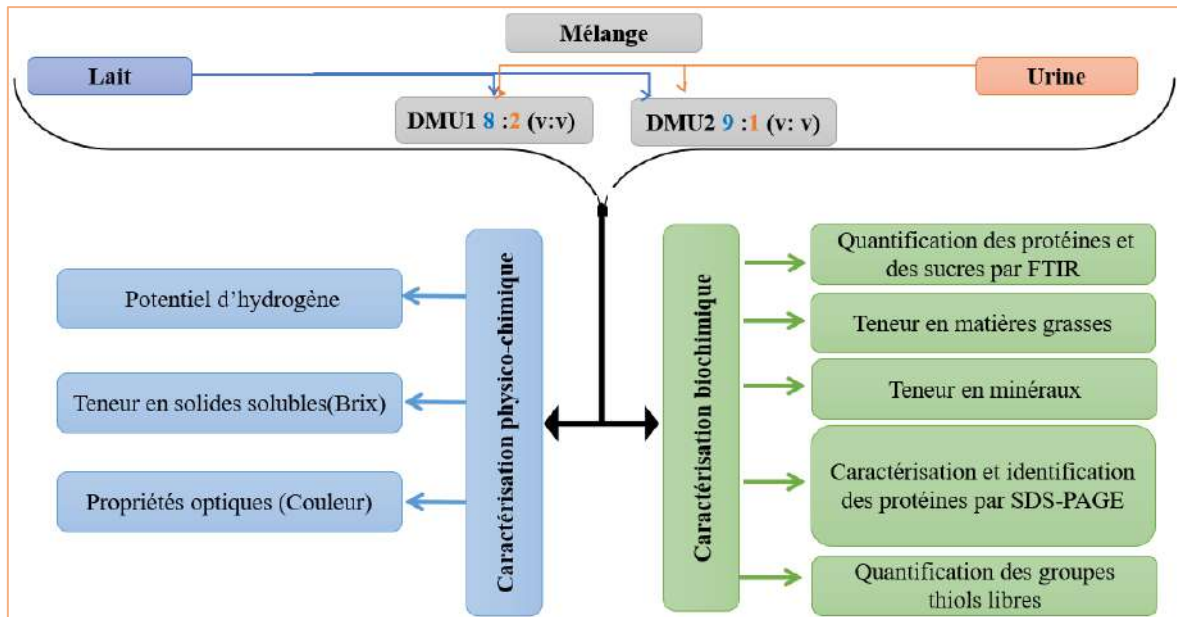 Mélange
Lait
Urine
DMU1 8 :2 (v:v)
DMU2 9 :1 (v: v)
Caractérisation physico-chimique
Potentiel d’hydrogène
Teneur en solides solubles(Brix)
Propriétés optiques (Couleur)
Caractérisation biochimique
Quantification des protéines et
des sucres par FTIR
Teneur en matières grasses
Teneur en minéraux
Caractérisation et identification
des protéines par SDS-PAGE
Quantification des groupes
thiols libres